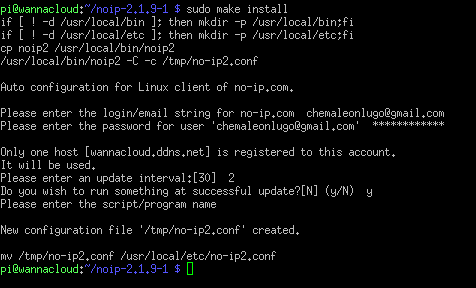 pi@wannacloud:~/noip-2.1.9-1 $ sudo make install
if [ ! -d /usr/local/bin ]; then mkdir -p /usr/local/bin;fi
if [ ! -d /usr/local/etc ]; then mkdir -p /usr/local/etc;fi
cp noip2 /usr/local/bin/noip2
/usr/local/bin/noip2 -C -c /tmp/no-ip2.conf
Auto configuration for Linux client of no-ip.com.
Please enter the login/email string for no-ip.com  chemaleonlugo@gmail.com
Please enter the password for user 'chemaleonlugo@gmail.com'  ************
Only one host [wannacloud.ddns.net] is registered to this account.
It will be used.
Please enter an update interval:[30]  2
Do you wish to run something at successful update?[N] (y/N)  y
Please enter the script/program name
New configuration file '/tmp/no-ip2.conf' created.
mv /tmp/no-ip2.conf /usr/local/etc/no-ip2.conf
pi@wannacloud:~/noip-2.1.9-1 $